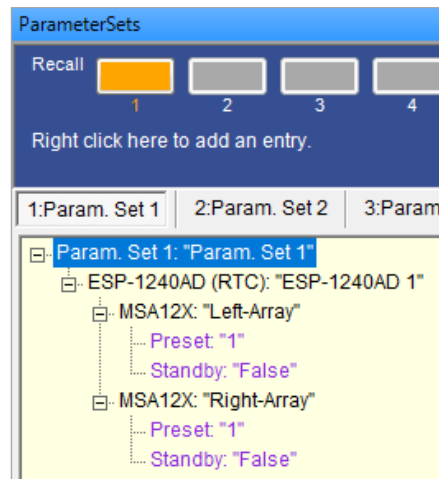 ParameterSets
Recall
1 2 3 4
Right click here to add an entry.
1:Param. Set 1 2:Param. Set 2 3:Param
Param. Set 1: "Param. Set 1"
ESP-1240AD (RTC): "ESP-1240AD 1"
MSA12X: "Left-Array"
Preset: "1"
Standby: "False"
MSA12X: "Right-Array"
Preset: "1"
Standby: "False"